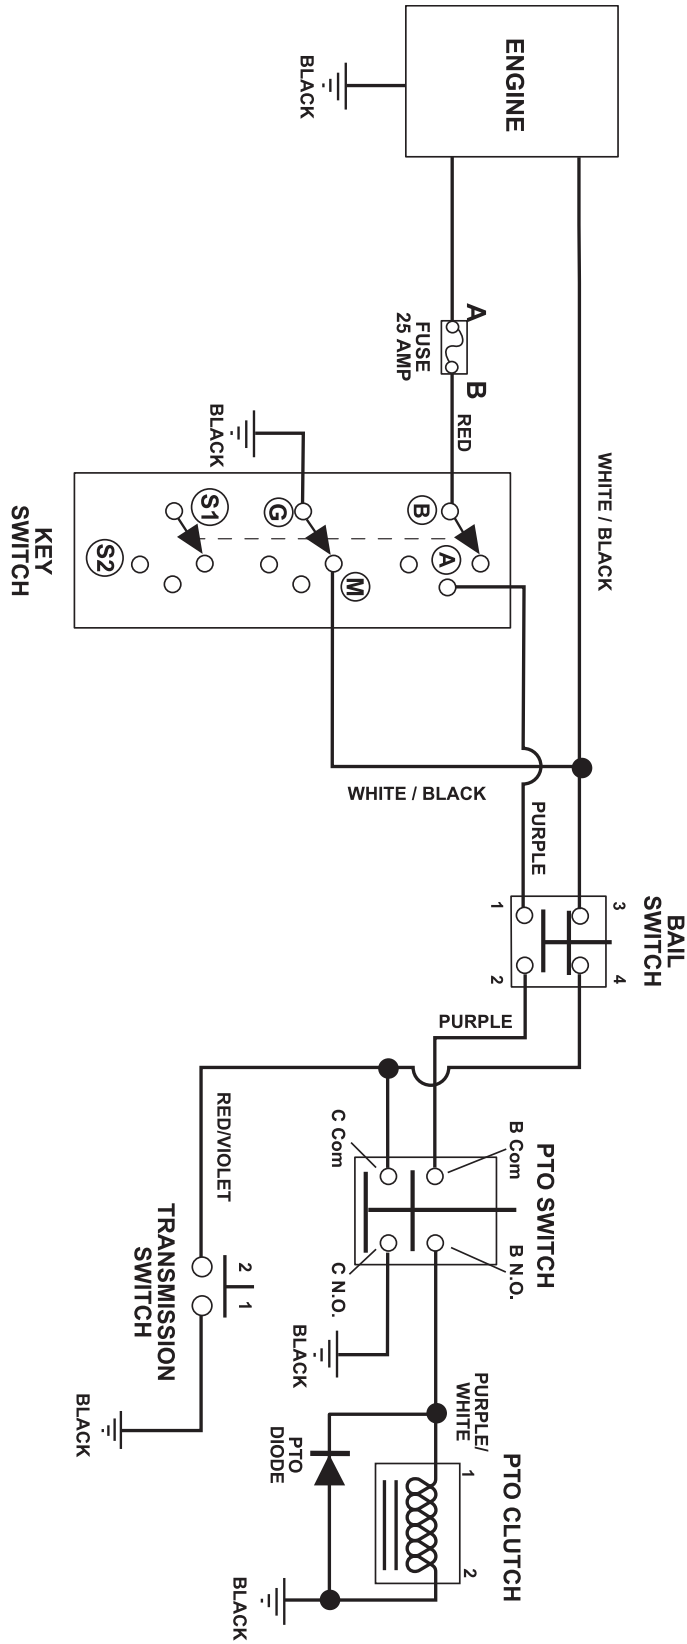 ENGINE
BLACK
A
FUSE
25 AMP
B
RED
BLACK
WHITE / BLACK
KEY
SWITCH
S1
G
B
S2
M
A
WHITE / BLACK
PURPLE
BAIL
SWITCH
1
3
2
4
PURPLE
RED/VIOLET
C Com
B Com
PTO SWITCH
C N.O.
B N.O.
TRANSMISSION
SWITCH
2
1
BLACK
BLACK
PURPLE/
WHITE
PTO
DIODE
PTO CLUTCH
1
2
BLACK